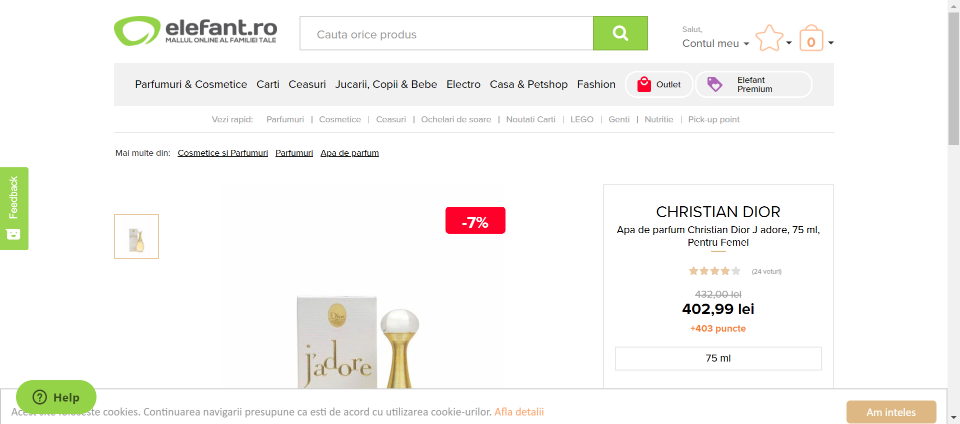 elefant.ro
MALLUL ONLINE AL FAMILIEI TALE
Cauta orice produs
Salut,
Contul meu
0
Parfumuri & Cosmetice Carti Ceasuri Jucarii, Copii & Bebe Electro Casa & Petshop Fashion Outlet Elefant Premium
Vezi rapid: Parfumuri | Cosmetice | Ceasuri | Ochelari de soare | Noutati Carti | LEGO | Genti | Nutritie | Pick-up point
Mai multe din: Cosmetice si Parfumuri Parfumuri Apa de parfum
Feedback
-7%
Dior
j'adore
CHRISTIAN DIOR
Apa de parfum Christian Dior J adore, 75 ml,
Pentru Femei
(24 voturi)
432,00 lei
402,99 lei
+403 puncte
75 ml
Help
Acest site foloseste cookies. Continuarea navigarii presupune ca esti de acord cu utilizarea cookie-urilor. Afla detalii
Am inteles